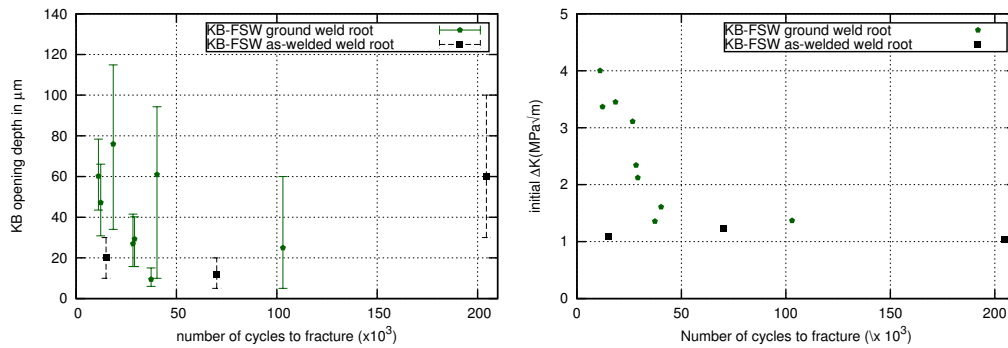 KB-FSW ground weld root
KB-FSW as-welded weld root
140
120
100
80
60
40
20
0
KB opening depth in μm
0 50 100 150 200
number of cycles to fracture (x10³)
KB-FSW ground weld root
KB-FSW as-welded weld root
5
4
3
2
1
0
initial ΔK(MPa√m)
0 50 100 150 200
Number of cycles to fracture (\x 10³)